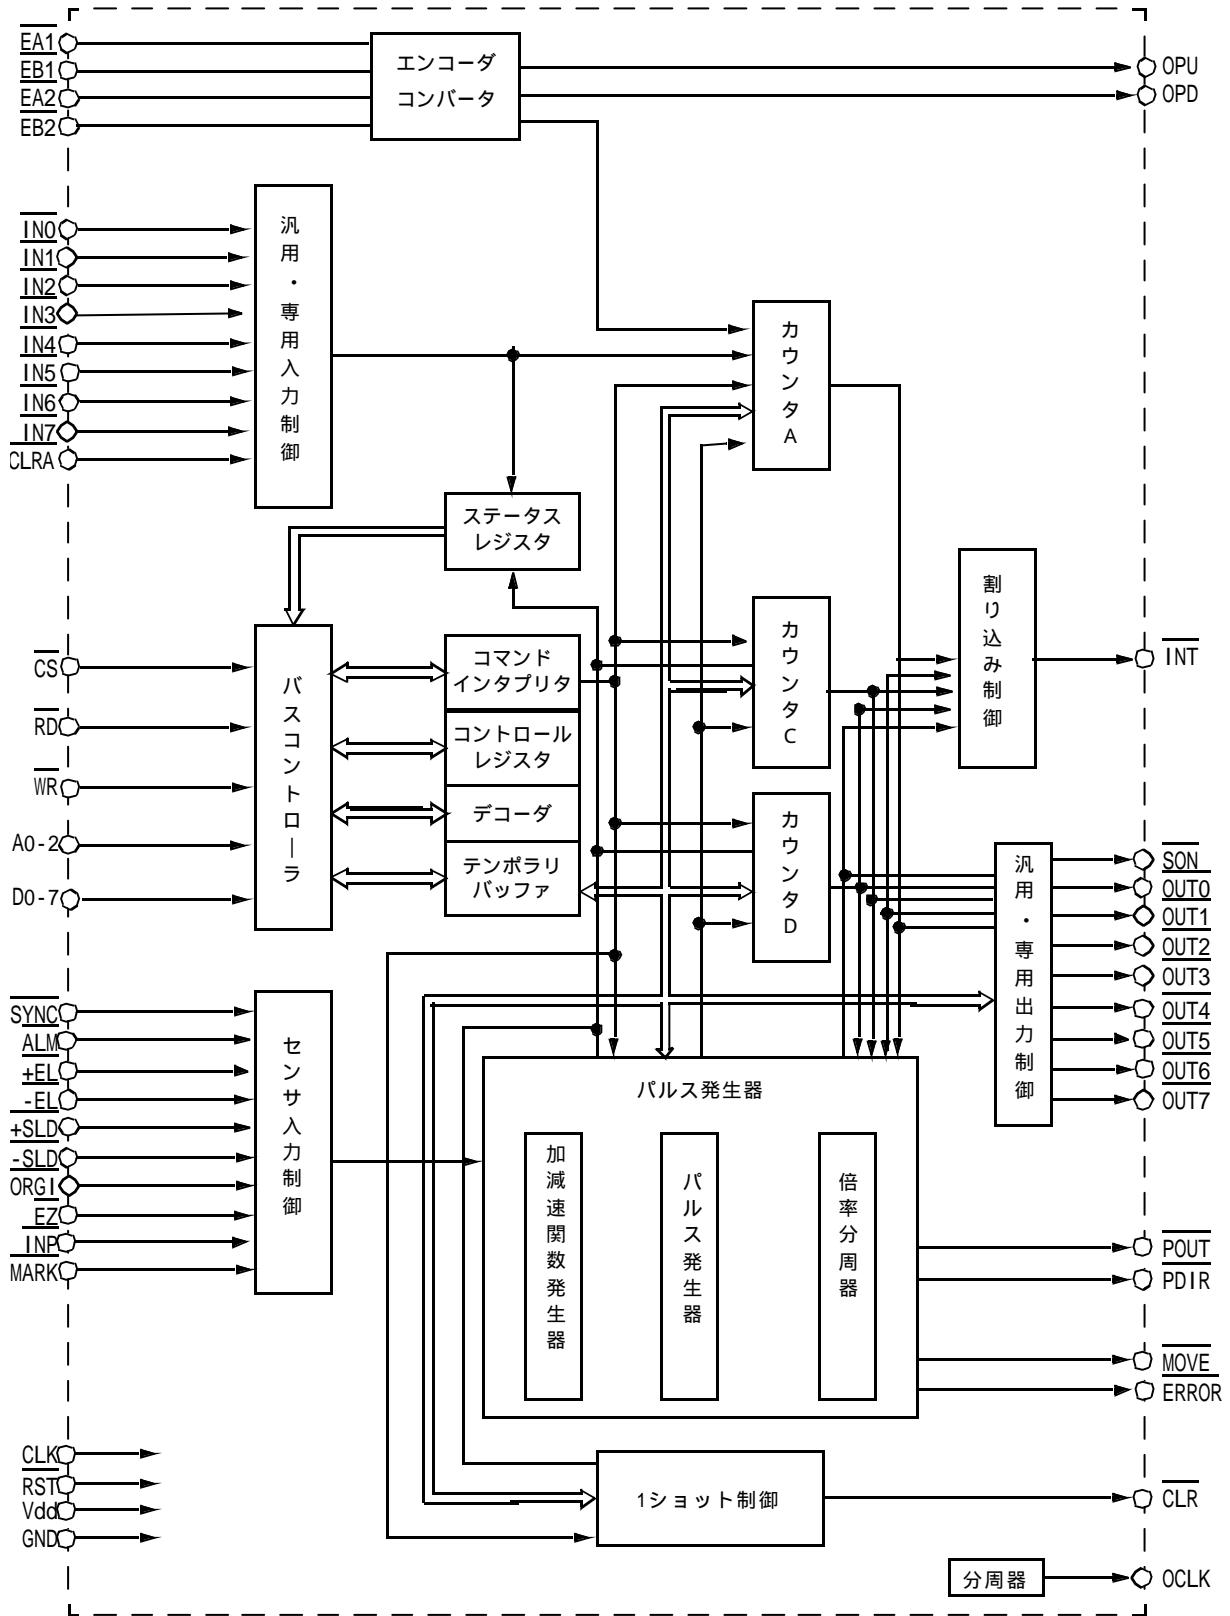 EA1
EB1
EA2
EB2
エンコーダ
コンバータ
OPU
OPD
IN0
IN1
IN2
IN3
IN4
IN5
IN6
IN7
CLRA
汎用・専用入力制御
カウンタA
ステータス
レジスタ
CS
RD
WR
A0-2
D0-7
バスコントローラ
コマンド
インタプリタ
コントロール
レジスタ
デコーダ
テンポラリ
バッファ
カウンタC
カウンタD
割り込み制御
INT
汎用・専用出力制御
SON
OUT0
OUT1
OUT2
OUT3
OUT4
OUT5
OUT6
OUT7
SYNC
ALM
+EL
-EL
+SLD
-SLD
ORGI
EZ
INP
MARK
センサ入力制御
パルス発生器
加減速関数発生器
パルス発生器
倍率分周器
POUT
PDIR
MOVE
ERROR
CLK
RST
Vdd
GND
1ショット制御
CLR
分周器
OCLK